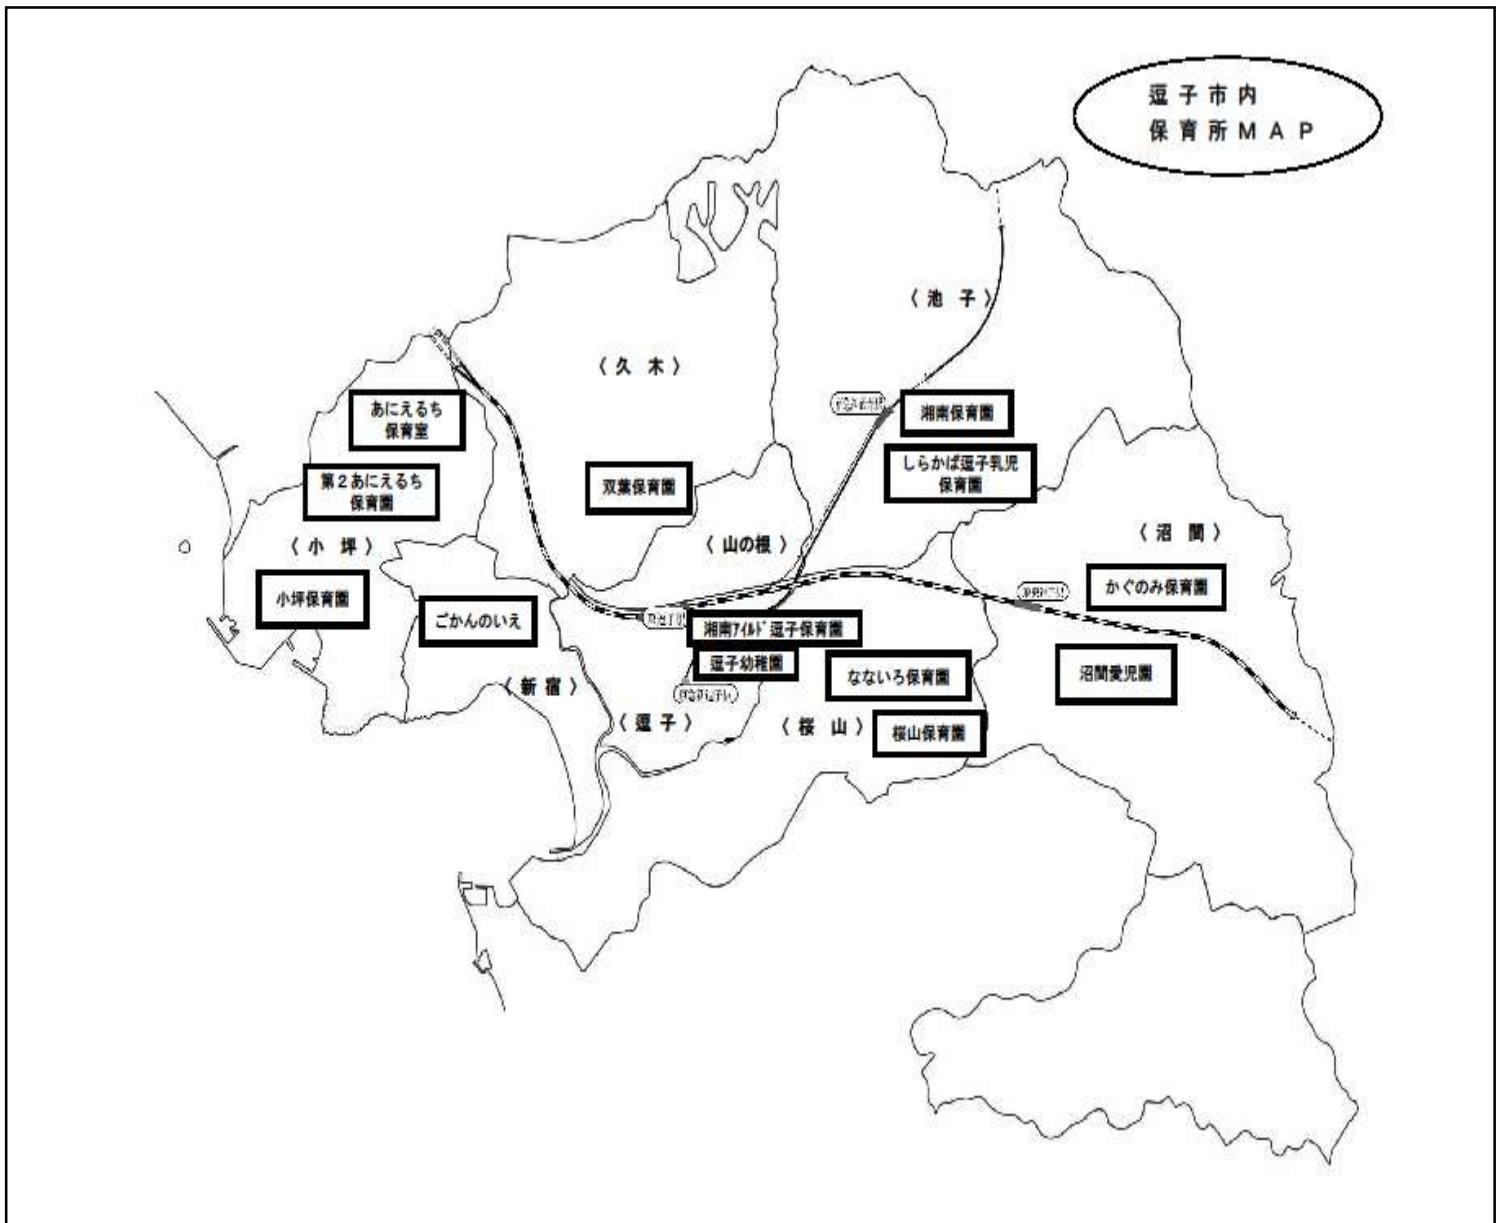 逗子市内
保育所MAP
〈池 子〉
〈久 木〉
湘南保育園
あにえるち
保育室
しらかば逗子乳児
保育園
第2あにえるち
保育園
双葉保育園
〈沼 間〉
〈小 坪〉
〈山の根〉
かぐのみ保育園
小坪保育園
ごかんのいえ
湘南ｱｲﾙﾄﾞ逗子保育園
逗子幼稚園
なないろ保育園
沼間愛児園
〈新宿〉
〈逗子〉
〈桜 山〉
桜山保育園